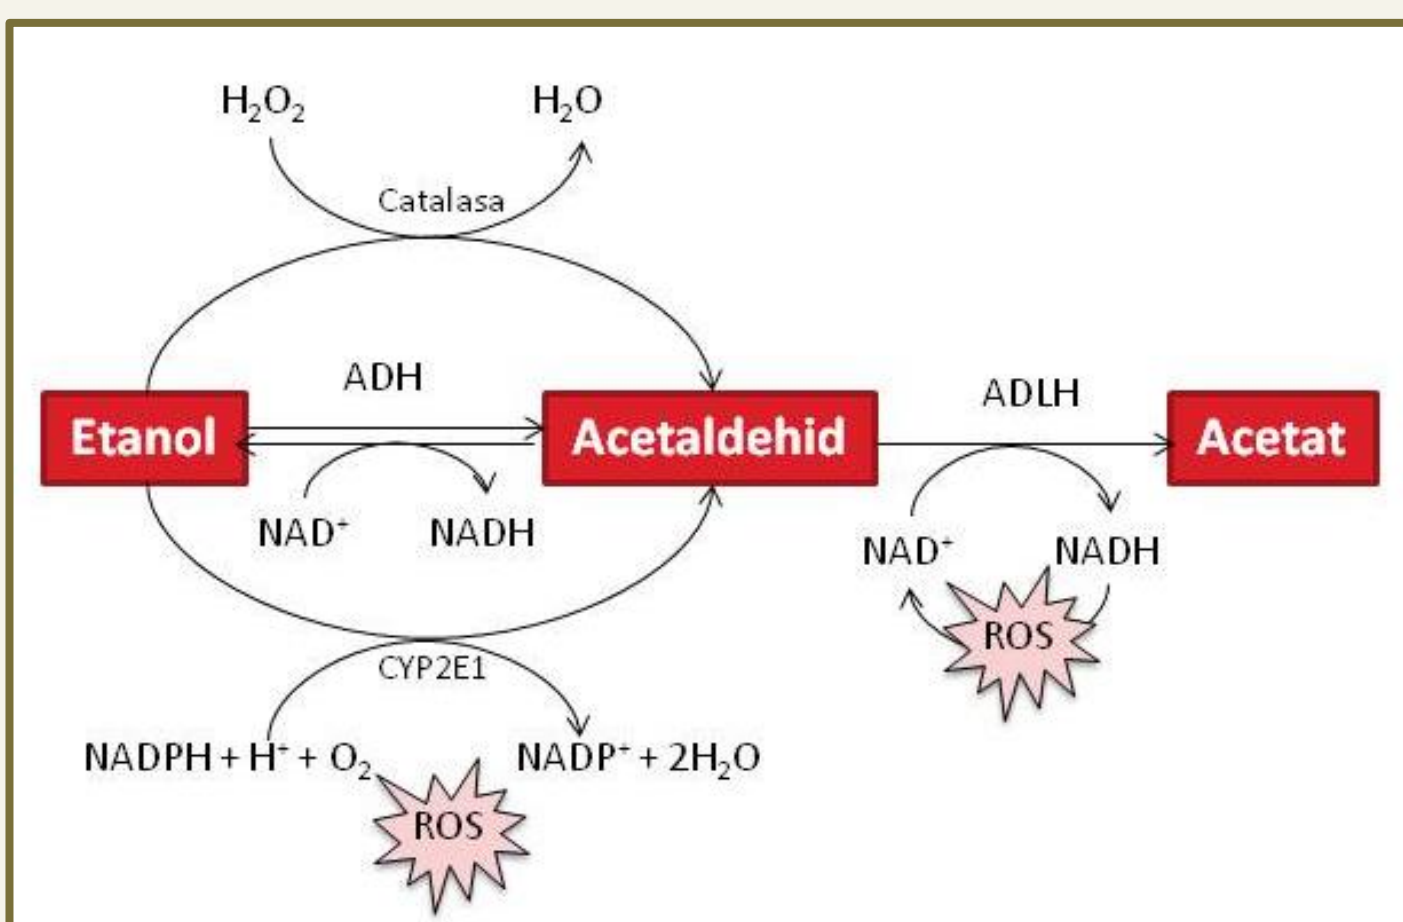 H₂O₂ H₂O
Catalasa
ADH
ADLH
Etanol Acetaldehid Acetat
NAD⁺ NADH
NAD⁺ NADH
ROS
CYP2E1
NADPH + H⁺ + O₂ NADP⁺ + 2H₂O
ROS